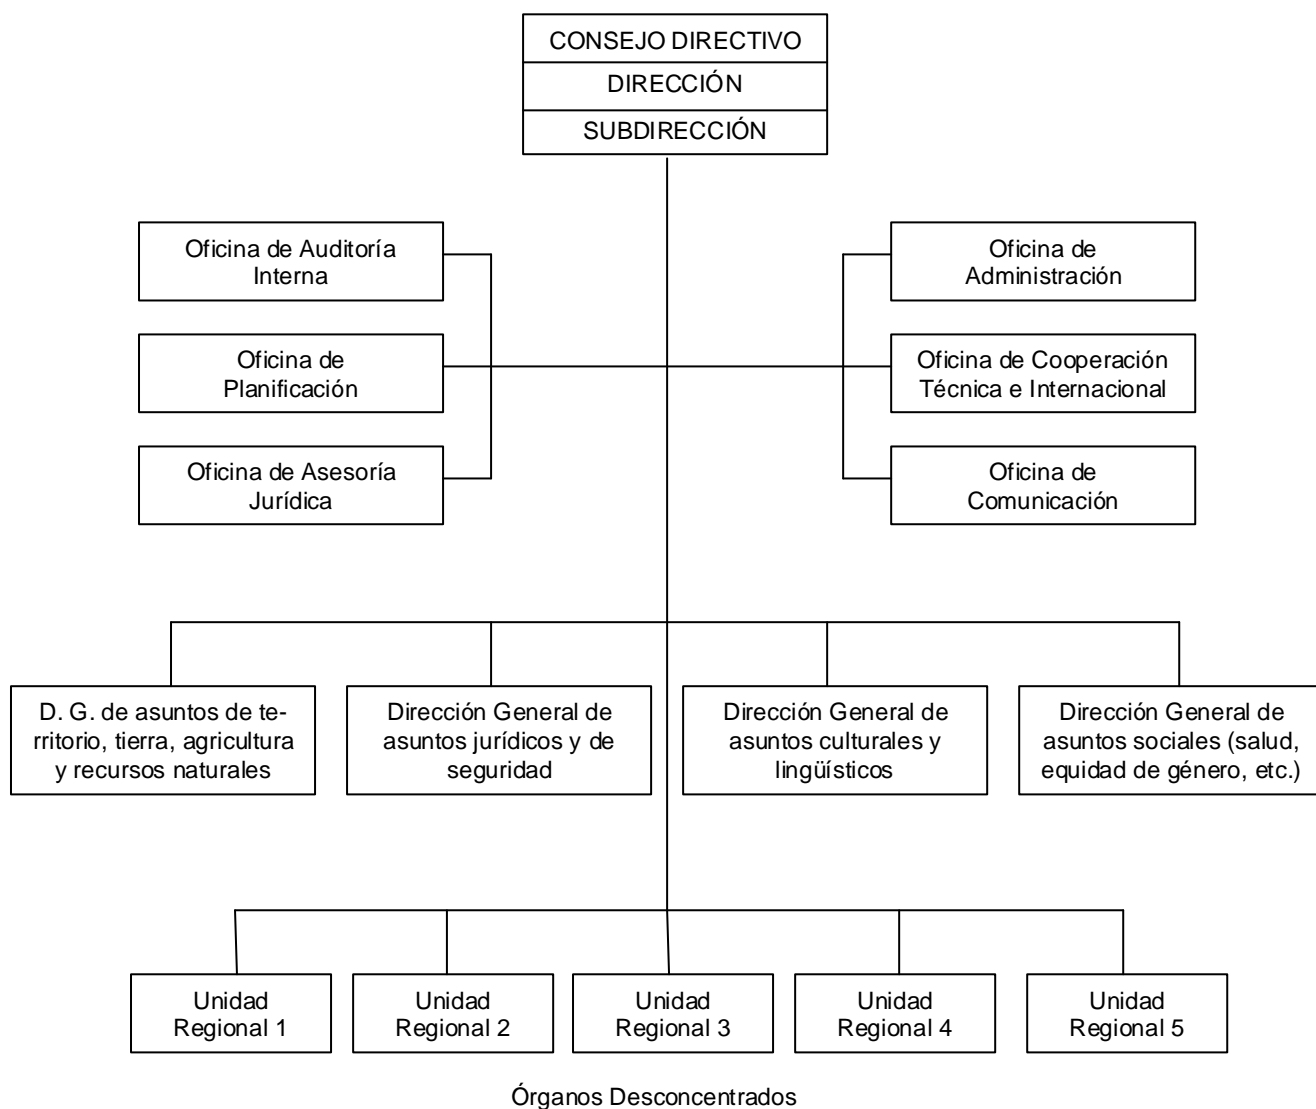 CONSEJO DIRECTIVO
DIRECCIÓN
SUBDIRECCIÓN
Oficina de Auditoría
Interna
Oficina de
Administración
Oficina de
Planificación
Oficina de Cooperación
Técnica e Internacional
Oficina de Asesoría
Jurídica
Oficina de
Comunicación
D. G. de asuntos de te-
rritorio, tierra, agricultura
y recursos naturales
Dirección General de
asuntos jurídicos y de
seguridad
Dirección General de
asuntos culturales y
lingüísticos
Dirección General de
asuntos sociales (salud,
equidad de género, etc.)
Unidad
Regional 1
Unidad
Regional 2
Unidad
Regional 3
Unidad
Regional 4
Unidad
Regional 5
Órganos Desconcentrados